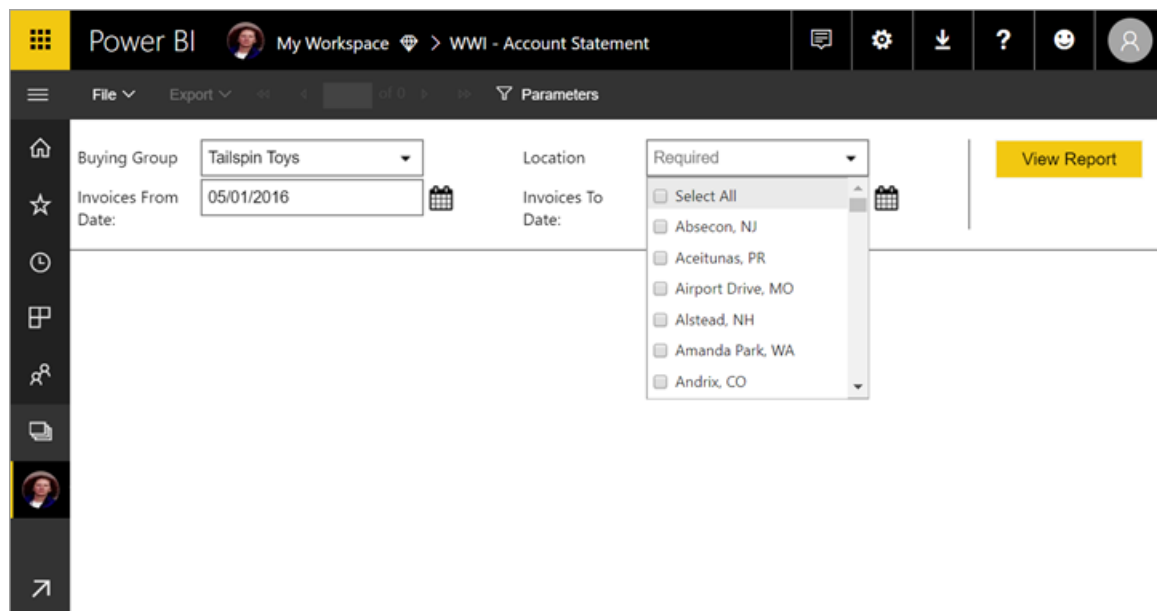 Power BI My Workspace > WWI - Account Statement ?
File Export of 0 Parameters
Buying Group Tailspin Toys Location Required View Report
Invoices From Date: 05/01/2016 Invoices To Date:
Select All
Absecon, NJ
Aceitunas, PR
Airport Drive, MO
Alstead, NH
Amanda Park, WA
Andrix, CO